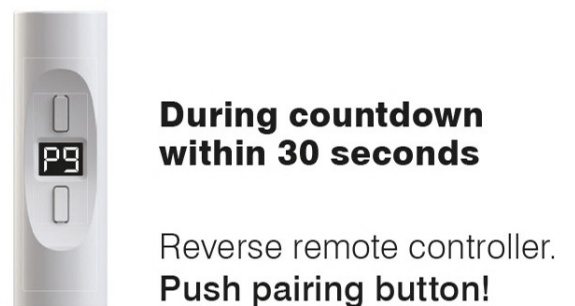 P9
During countdown
within 30 seconds
Reverse remote controller.
Push pairing button!